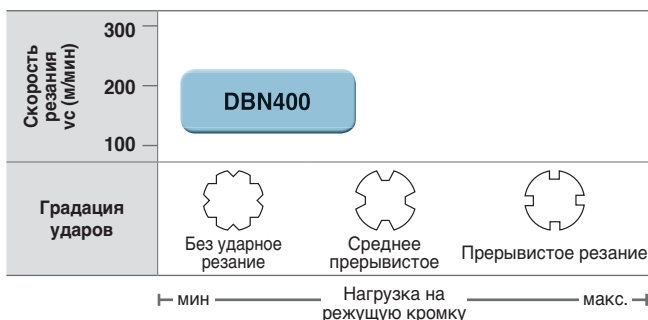 Скорость
резания
vc (м/мин)
300
200
100
DBN400
Градация
ударов
Без ударное
резание
Среднее
прерывистое
Прерывистое резание
мин
Нагрузка на
режущую кромку
макс.